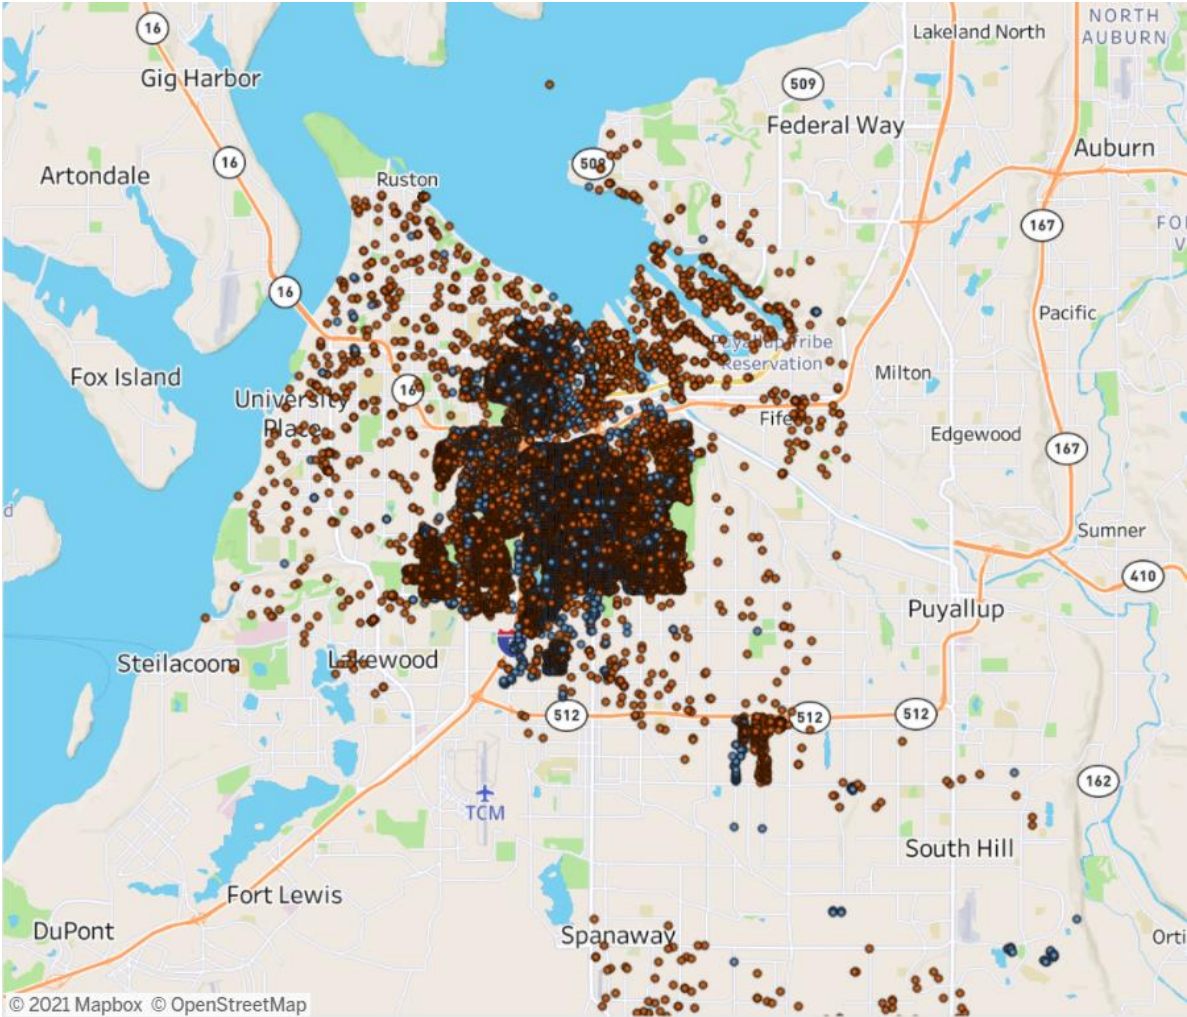 16
Gig Harbor
Lakeland North
NORTH
AUBURN
509
Federal Way
Auburn
16
Artondale
Ruston
509
167
16
Pacific
Puyallup Tribe
Reservation
Fox Island
16
University
Place
Milton
Fife
Edgewood
167
Sumner
410
Puyallup
Steilacoom
Lakewood
512
512
512
162
TCM
South Hill
Fort Lewis
DuPont
Spanaway
Orti
© 2021 Mapbox © OpenStreetMap